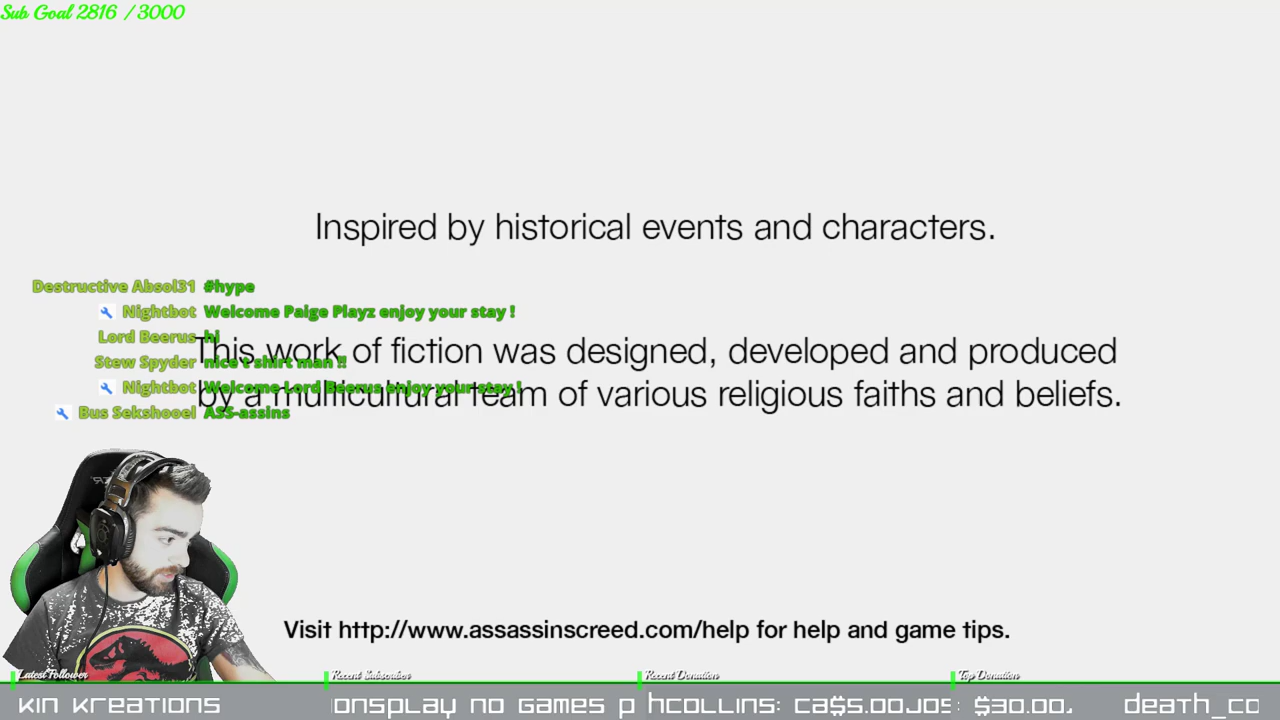 Sub Goal 2816 / 3000
Inspired by historical events and characters.
Destructive Absol31 #hype
Nightbot Welcome Paige Playz enjoy your stay !
Lord Beerus hi
This work of fiction was designed, developed and produced
Stew Spyder nice t shirt man !!
Nightbot Welcome Lord Beerus enjoy your stay !
by a multicultural team of various religious faiths and beliefs.
Bus Sekshooel ASS-assins
Visit http://www.assassinscreed.com/help for help and game tips.
Latest Follower Recent Subscriber Recent Donation Top Donation
kin kreations onsplay no games p hcollins: ca$5.00jos: $30.00, death_co